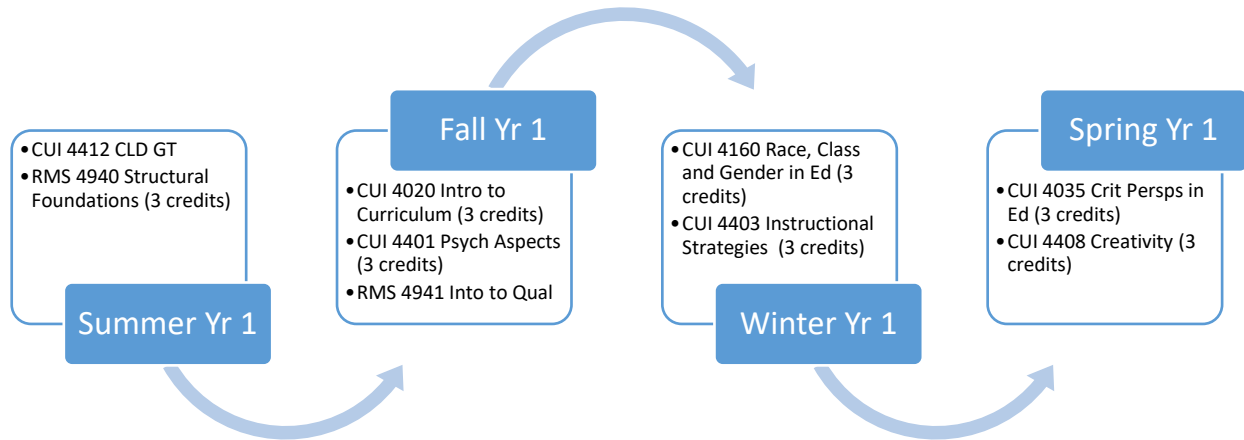 •CUI 4412 CLD GT
•RMS 4940 Structural
Foundations (3 credits)
Summer Yr 1
Fall Yr 1
•CUI 4020 Intro to
Curriculum (3 credits)
•CUI 4401 Psych Aspects
(3 credits)
•RMS 4941 Into to Qual
•CUI 4160 Race, Class
and Gender in Ed (3
credits)
•CUI 4403 Instructional
Strategies  (3 credits)
Winter Yr 1
Spring Yr 1
•CUI 4035 Crit Persps in
Ed (3 credits)
•CUI 4408 Creativity (3
credits)